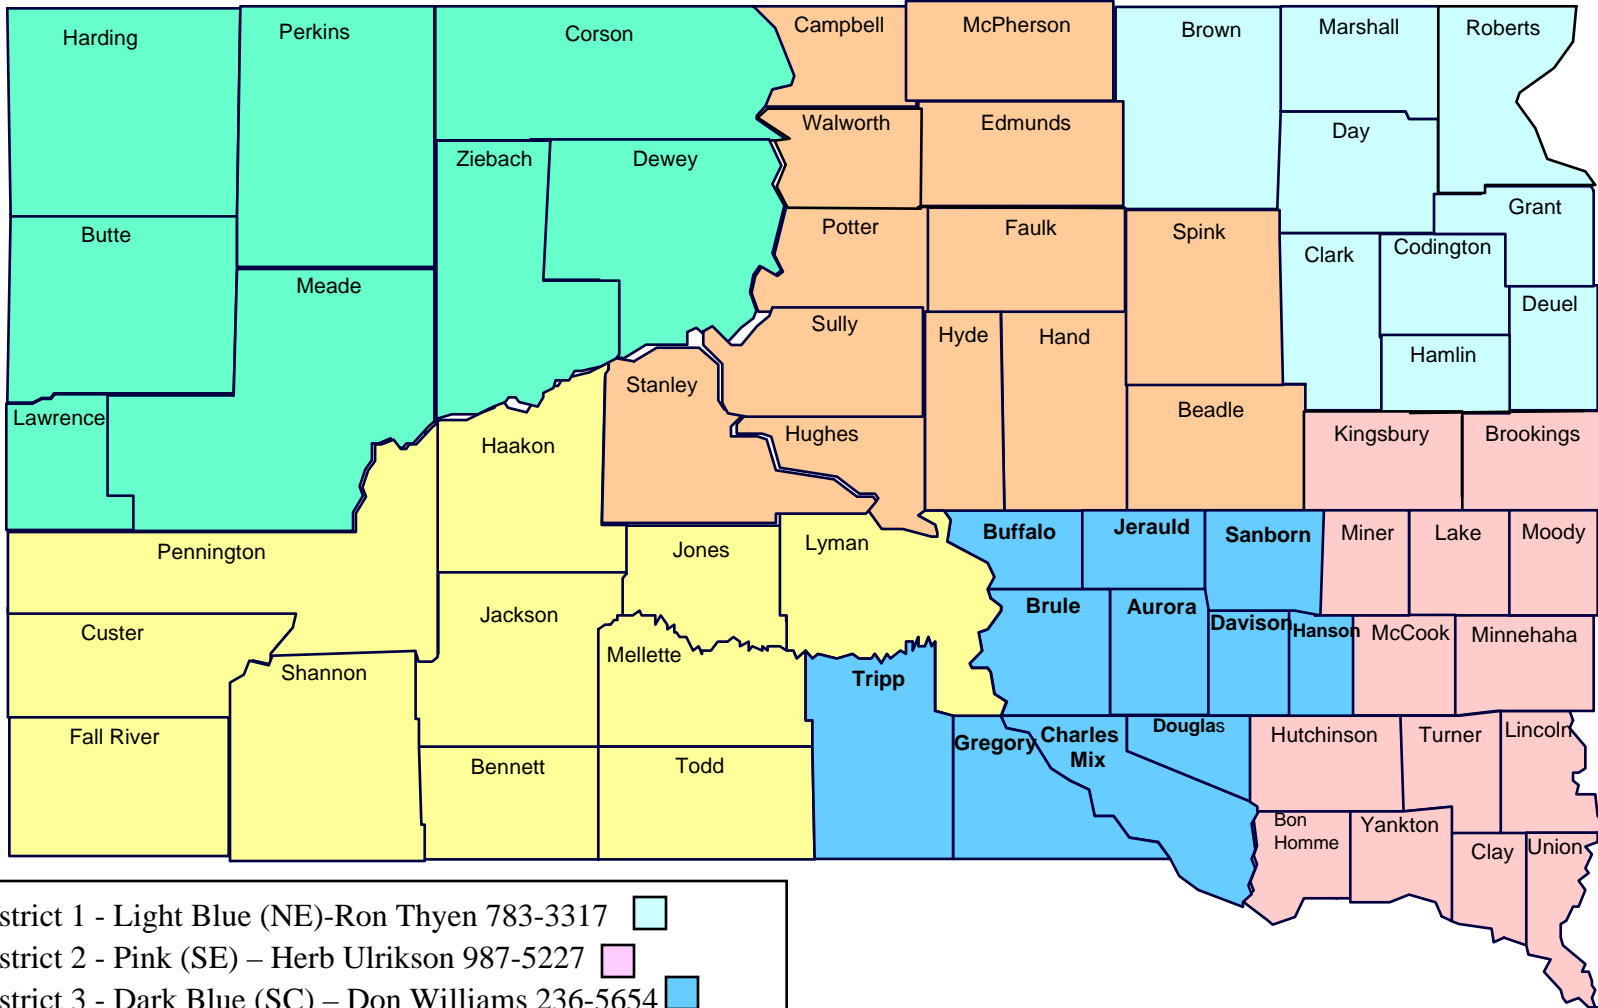 Harding
Perkins
Corson
Campbell
McPherson
Brown
Marshall
Roberts
Walworth
Edmunds
Day
Ziebach
Dewey
Grant
Butte
Potter
Faulk
Spink
Clark
Codington
Meade
Deuel
Sully
Hyde
Hand
Hamlin
Stanley
Lawrence
Beadle
Haakon
Hughes
Kingsbury
Brookings
Pennington
Jones
Lyman
Buffalo
Jerauld
Sanborn
Miner
Lake
Moody
Jackson
Brule
Aurora
Davison
Hanson
McCook
Minnehaha
Custer
Mellette
Shannon
Tripp
Fall River
Gregory
Charles
Mix
Douglas
Hutchinson
Turner
Lincoln
Bennett
Todd
Bon
Homme
Yankton
Clay
Union
strict 1 - Light Blue (NE)-Ron Thyen 783-3317
strict 2 - Pink (SE) – Herb Ulrikson 987-5227
strict 3 - Dark Blue (SC) – Don Williams 236-5654